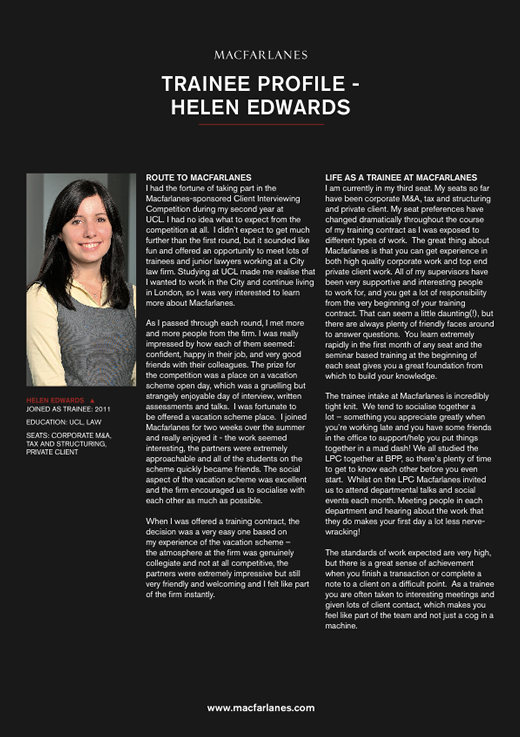 MACFARLANES
TRAINEE PROFILE -
HELEN EDWARDS
HELEN EDWARDS ▲
JOINED AS TRAINEE: 2011
EDUCATION: UCL, LAW
SEATS: CORPORATE M&A,
TAX AND STRUCTURING,
PRIVATE CLIENT
ROUTE TO MACFARLANES
I had the fortune of taking part in the
Macfarlanes-sponsored Client Interviewing
Competition during my second year at
UCL. I had no idea what to expect from the
competition at all.  I didn't expect to get much
further than the first round, but it sounded like
fun and offered an opportunity to meet lots of
trainees and junior lawyers working at a City
law firm. Studying at UCL made me realise that
I wanted to work in the City and continue living
in London, so I was very interested to learn
more about Macfarlanes.
As I passed through each round, I met more
and more people from the firm. I was really
impressed by how each of them seemed:
confident, happy in their job, and very good
friends with their colleagues. The prize for
the competition was a place on a vacation
scheme open day, which was a gruelling but
strangely enjoyable day of interview, written
assessments and talks.  I was fortunate to
be offered a vacation scheme place.  I joined
Macfarlanes for two weeks over the summer
and really enjoyed it - the work seemed
interesting, the partners were extremely
approachable and all of the students on the
scheme quickly became friends. The social
aspect of the vacation scheme was excellent
and the firm encouraged us to socialise with
each other as much as possible.
When I was offered a training contract, the
decision was a very easy one based on
my experience of the vacation scheme –
the atmosphere at the firm was genuinely
collegiate and not at all competitive, the
partners were extremely impressive but still
very friendly and welcoming and I felt like part
of the firm instantly.
LIFE AS A TRAINEE AT MACFARLANES
I am currently in my third seat. My seats so far
have been corporate M&A, tax and structuring
and private client. My seat preferences have
changed dramatically throughout the course
of my training contract as I was exposed to
different types of work.  The great thing about
Macfarlanes is that you can get experience in
both high quality corporate work and top end
private client work. All of my supervisors have
been very supportive and interesting people
to work for, and you get a lot of responsibility
from the very beginning of your training
contract. That can seem a little daunting(!), but
there are always plenty of friendly faces around
to answer questions.  You learn extremely
rapidly in the first month of any seat and the
seminar based training at the beginning of
each seat gives you a great foundation from
which to build your knowledge.
The trainee intake at Macfarlanes is incredibly
tight knit.  We tend to socialise together a
lot – something you appreciate greatly when
you're working late and you have some friends
in the office to support/help you put things
together in a mad dash! We all studied the
LPC together at BPP, so there's plenty of time
to get to know each other before you even
start.  Whilst on the LPC Macfarlanes invited
us to attend departmental talks and social
events each month. Meeting people in each
department and hearing about the work that
they do makes your first day a lot less nerve-
wracking!
The standards of work expected are very high,
but there is a great sense of achievement
when you finish a transaction or complete a
note to a client on a difficult point.  As a trainee
you are often taken to interesting meetings and
given lots of client contact, which makes you
feel like part of the team and not just a cog in a
machine.
www.macfarlanes.com